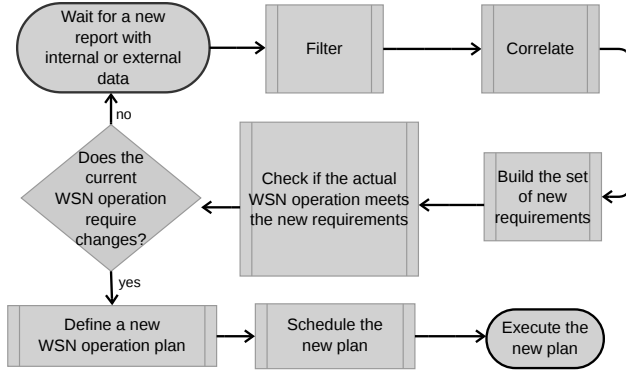 Wait for a new
report with
internal or external
data
Filter
Correlate
no
Does the
current
WSN operation
require
changes?
Check if the actual
WSN operation meets
the new requirements
Build the set
of new
requirements
yes
Define a new
WSN operation plan
Schedule the
new plan
Execute the
new plan